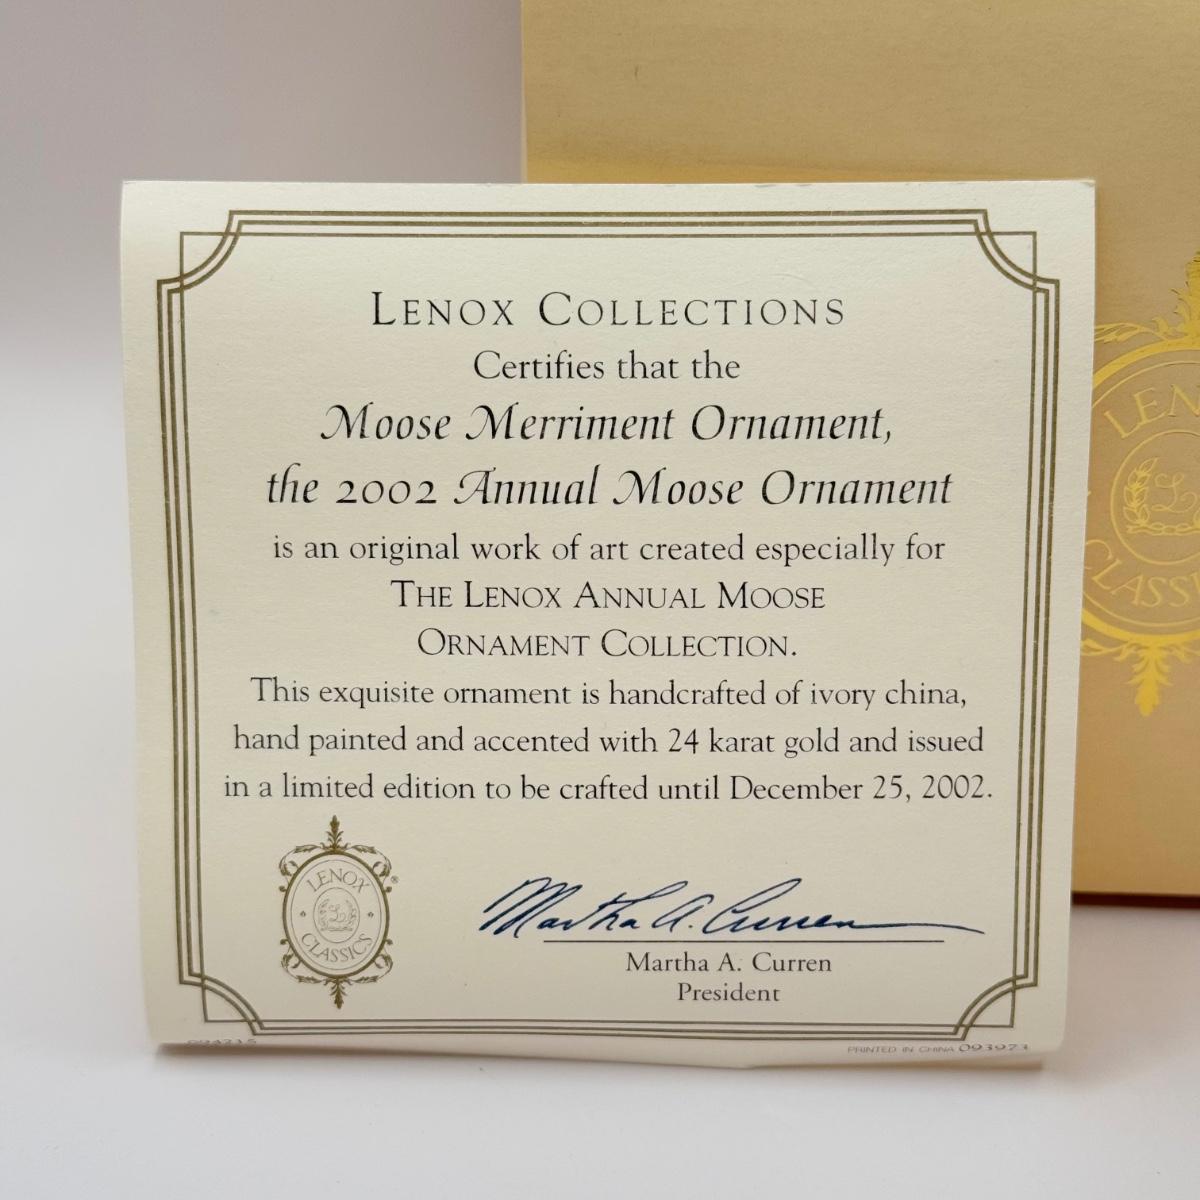 LENOX COLLECTIONS
Certifies that the
Moose Merriment Ornament,
the 2002 Annual Moose Ornament
is an original work of art created especially for
THE LENOX ANNUAL MOOSE
ORNAMENT COLLECTION.
This exquisite ornament is handcrafted of ivory china,
hand painted and accented with 24 karat gold and issued
in a limited edition to be crafted until December 25, 2002.
LENOX
®
CLASSICS
Martha A. Curren
Martha A. Curren
President
PRINTED IN CHINA 093973
LEN
CLASSI